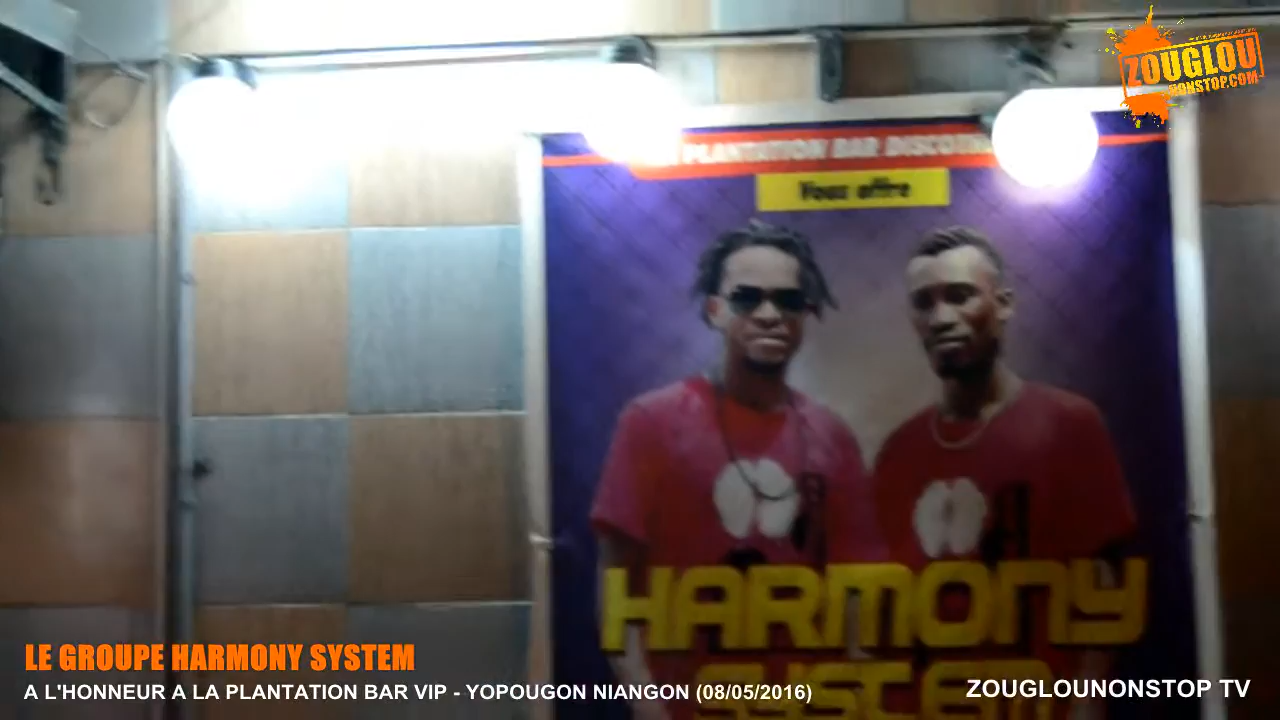 ZOUGLOU
NONSTOP.COM
PLANTATION BAR
Vous offre
HARMONY
SYSTEM
LE GROUPE HARMONY SYSTEM
A L'HONNEUR A LA PLANTATION BAR VIP - YOPOUGON NIANGON (08/05/2016)
ZOUGLOUNONSTOP TV